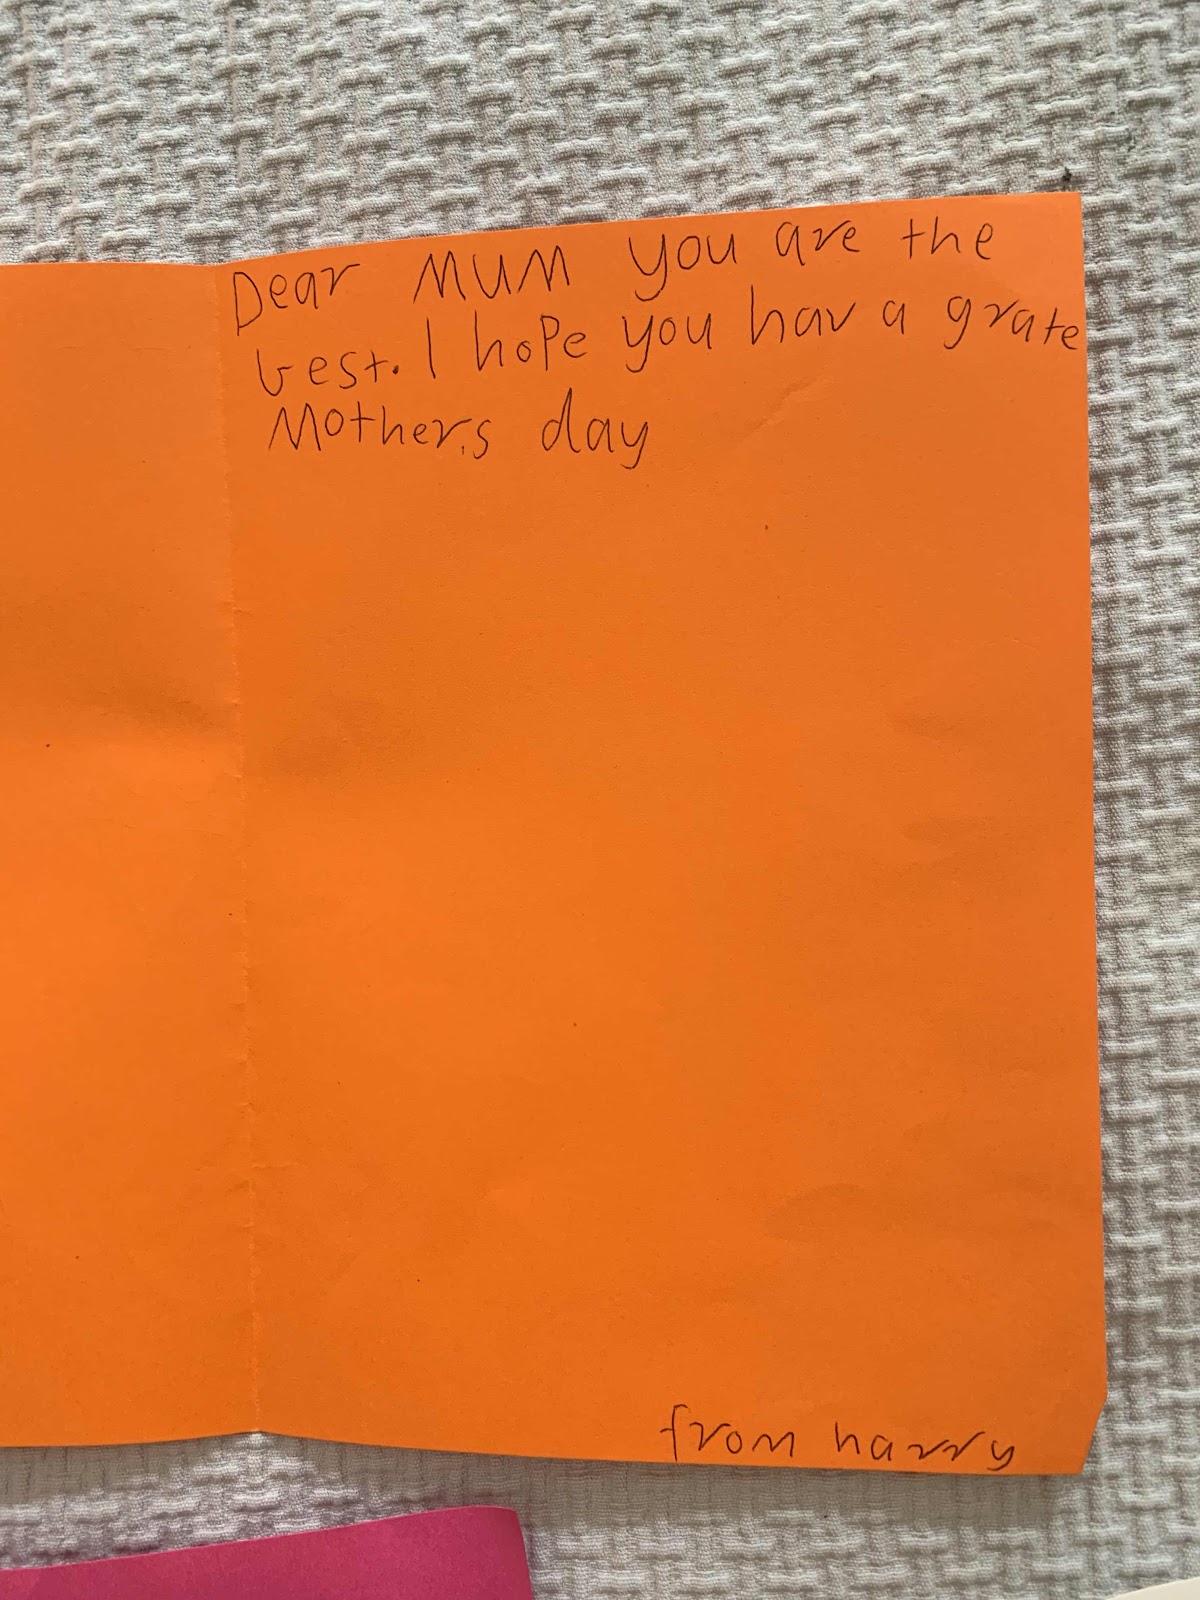 Dear MUM you are the
best. I hope you hav a grate
Mother,s day
from harry